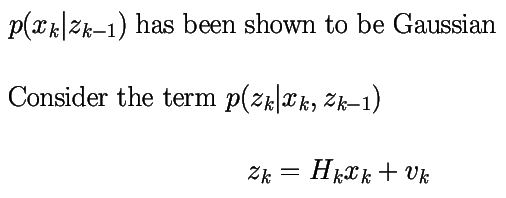 p(x_k|z_{k−1}) has been shown to be Gaussian
Consider the term p(z_k|x_k, z_{k−1})
z_k = H_k x_k + v_k